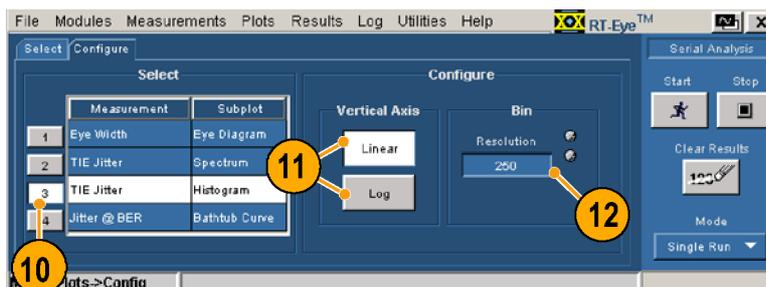 File Modules Measurements Plots Results Log Utilities Help RT-Eye™ X
Select Configure
Serial Analysis
Select
Configure
Start Stop
Measurement Subplot
Vertical Axis
Bin
1 Eye Width Eye Diagram
2 TIE Jitter Spectrum
3 TIE Jitter Histogram
4 Jitter @ BER Bathtub Curve
Linear
Log
Resolution
250
Clear Results
123
Mode
Single Run
10
11
12
lots->Config